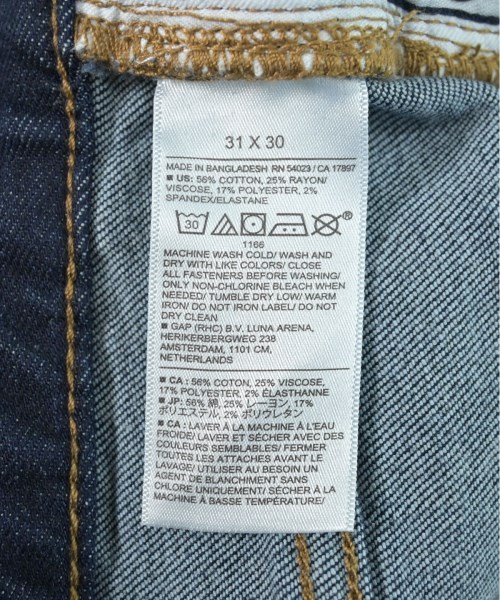 31 X 30
MADE IN BANGLADESH RN 54023 / CA 17897
■ US: 56% COTTON, 25% RAYON/
VISCOSE, 17% POLYESTER, 2%
SPANDEX/ELASTANE
30 ®
1166
MACHINE WASH COLD/ WASH AND
DRY WITH LIKE COLORS/ CLOSE
ALL FASTENERS BEFORE WASHING/
ONLY NON-CHLORINE BLEACH WHEN
NEEDED/ TUMBLE DRY LOW/ WARM
IRON/ DO NOT IRON LABEL/ DO NOT
DRY CLEAN
■ GAP (RHC) B.V. LUNA ARENA,
HERIKERBERGWEG 238
AMSTERDAM, 1101 CM,
NETHERLANDS
■ CA : 56% COTON, 25% VISCOSE,
17% POLYESTER, 2% ÉLASTHANNE
■ JP: 56% 綿, 25% レーヨン, 17%
ポリエステル, 2% ポリウレタン
■ CA : LAVER À LA MACHINE À L'EAU
FROIDE/ LAVER ET SÉCHER AVEC DES
COULEURS SEMBLABLES/ FERMER
TOUTES LES ATTACHES AVANT LE
LAVAGE/ UTILISER AU BESOIN UN
AGENT DE BLANCHIMENT SANS
CHLORE UNIQUEMENT/ SÉCHER À LA
MACHINE À BASSE TEMPÉRATURE/